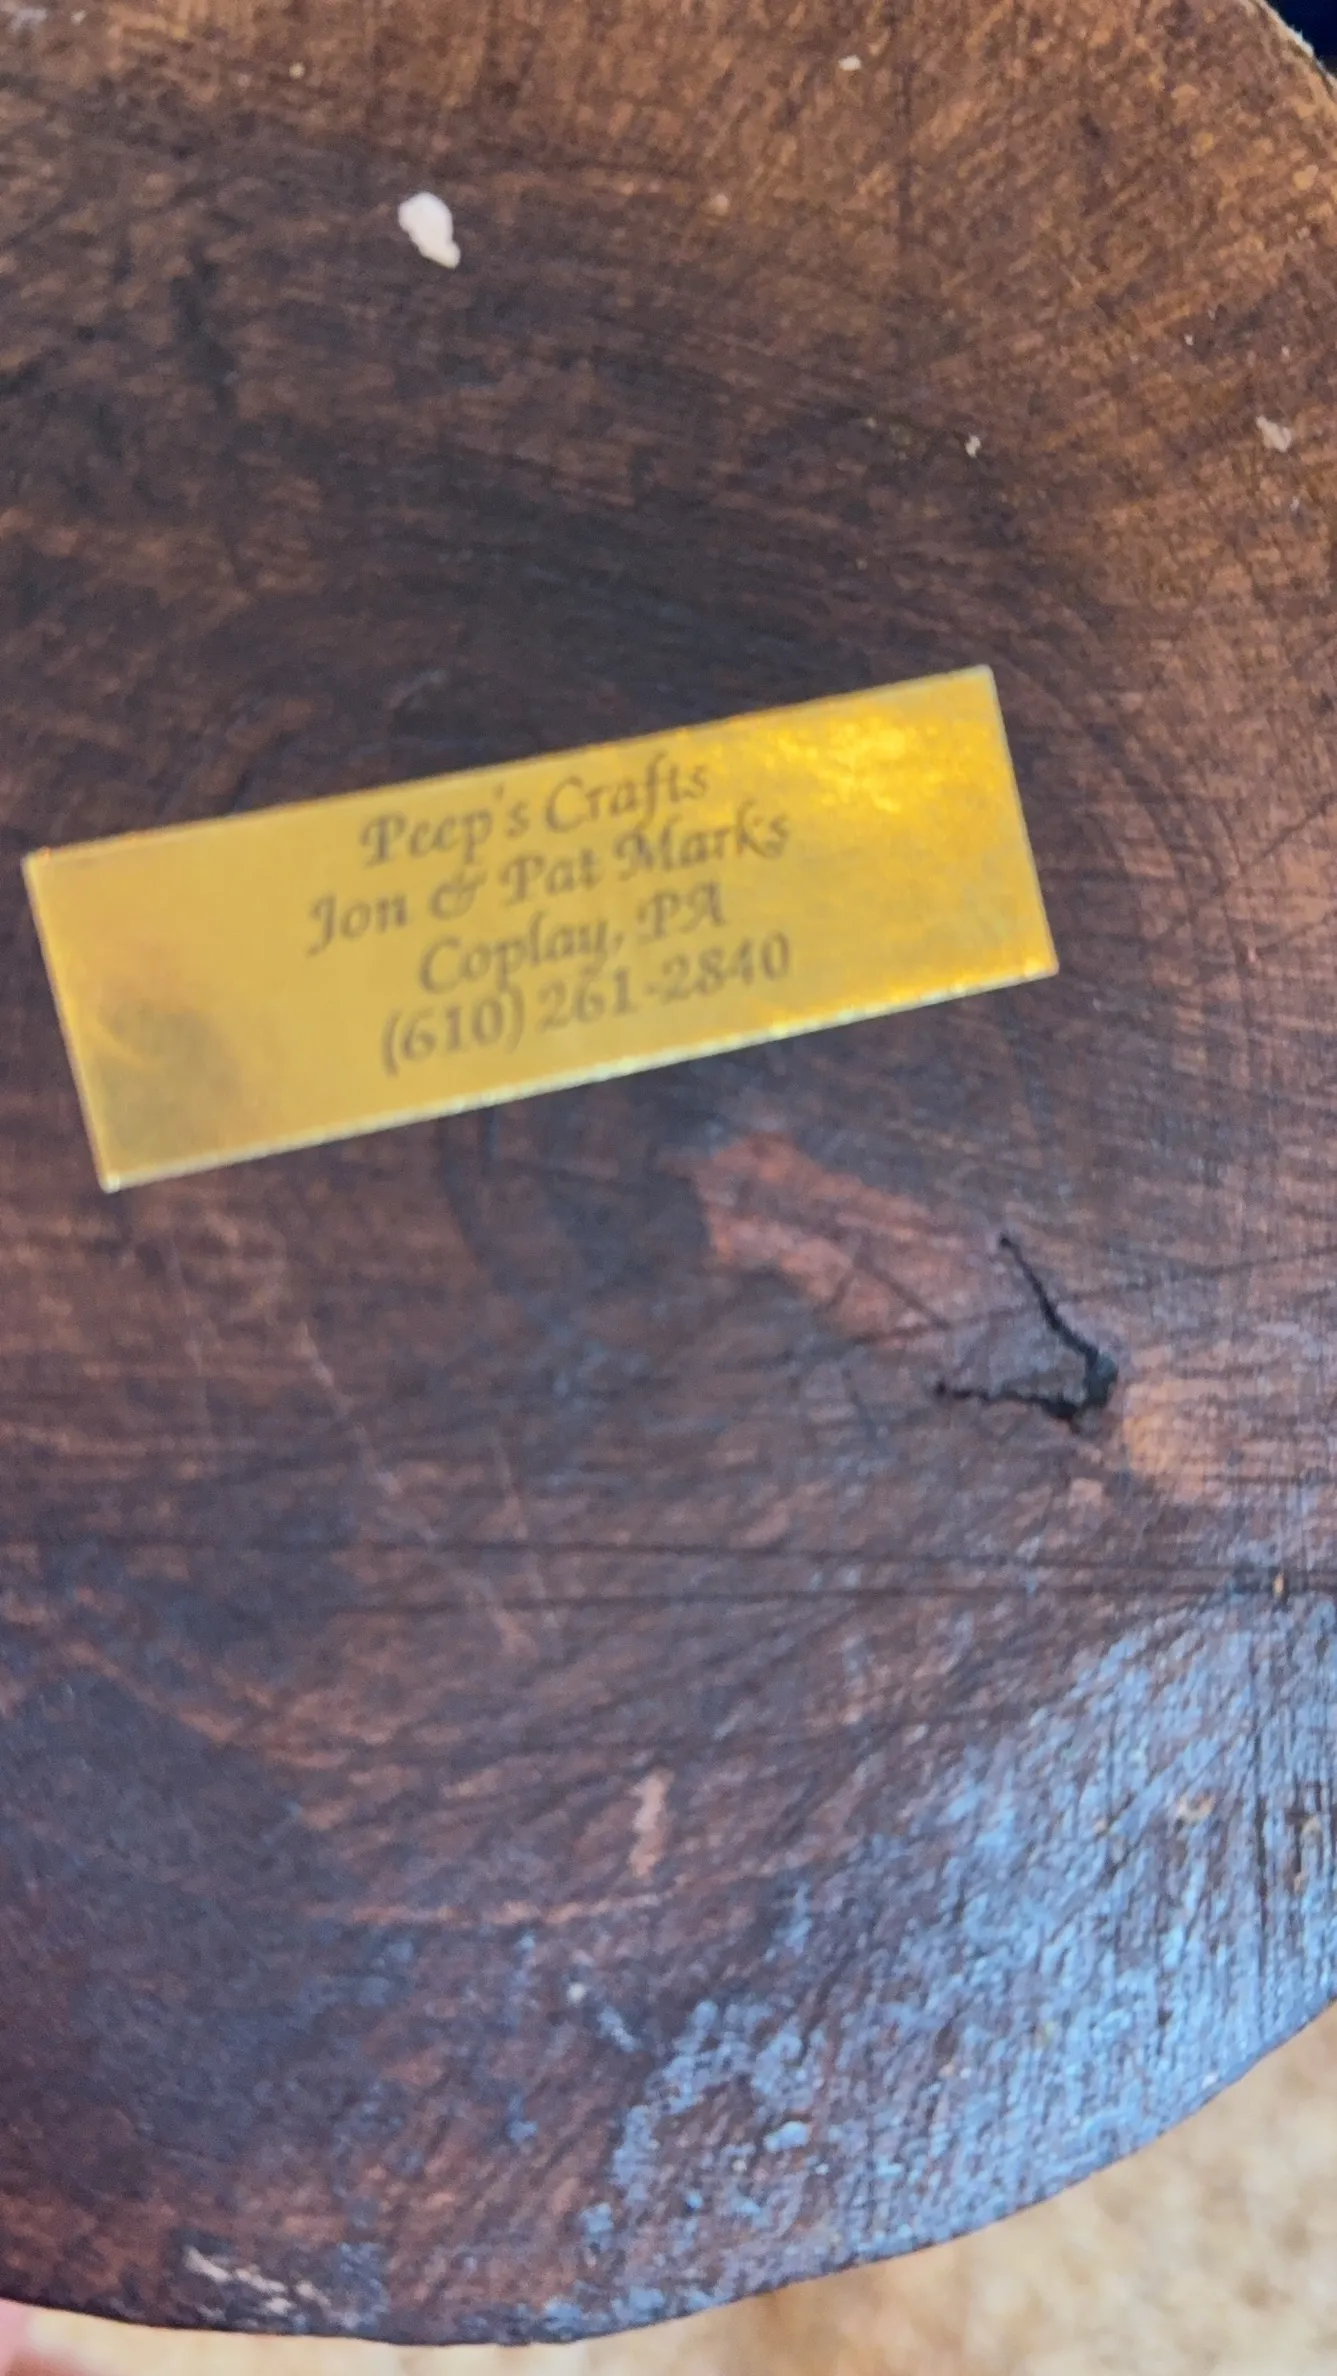 Peep's Crafts
Jon & Pat Marks
Coplay, PA
(610) 261-2840